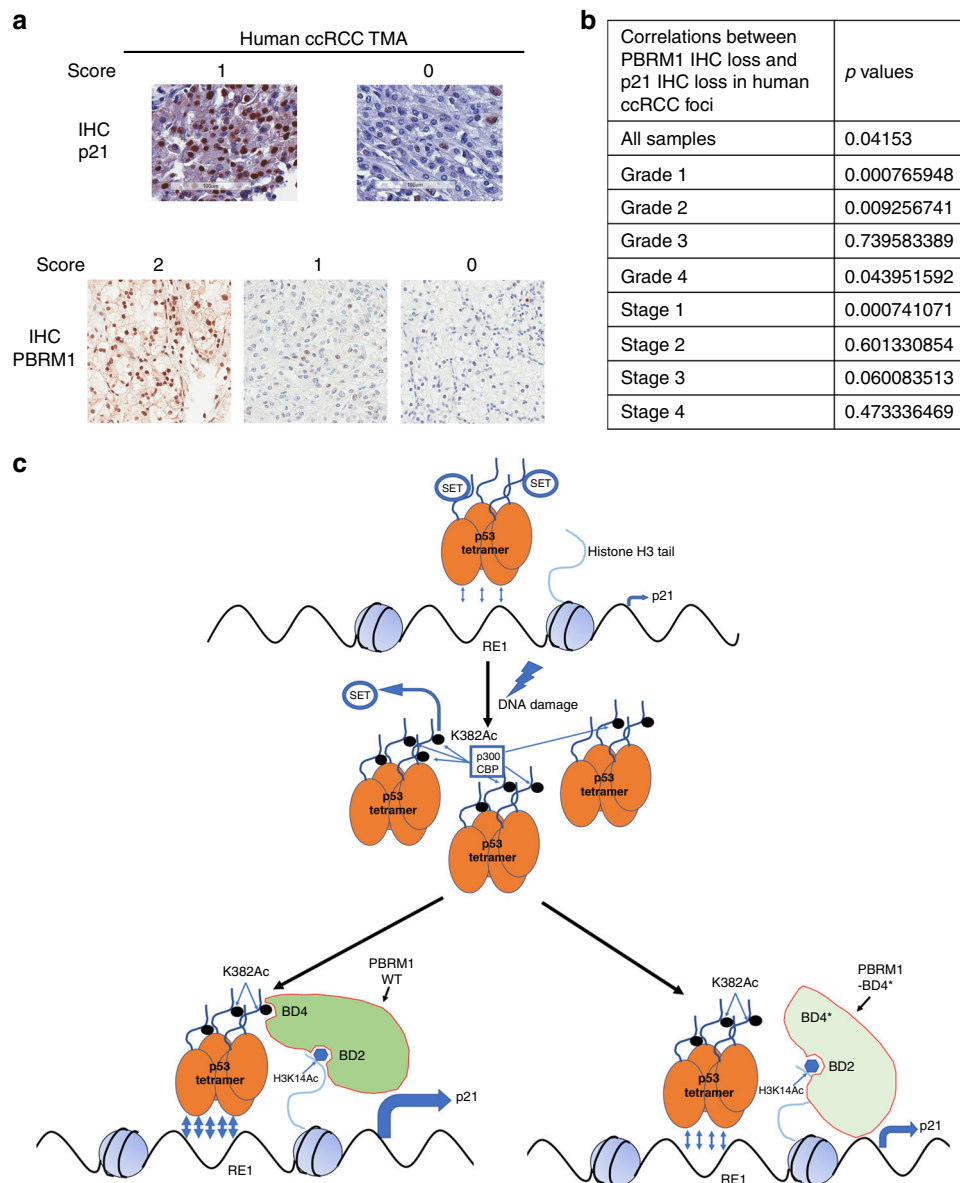 a
Human ccRCC TMA
Score 1 0
IHC
p21
100um 100um
Score 2 1 0
IHC
PBRM1
b
Correlations between
PBRM1 IHC loss and
p21 IHC loss in human
ccRCC foci
p values
All samples 0.04153
Grade 1 0.000765948
Grade 2 0.009256741
Grade 3 0.739583389
Grade 4 0.043951592
Stage 1 0.000741071
Stage 2 0.601330854
Stage 3 0.060083513
Stage 4 0.473336469
c
SET SET
p53
tetramer
Histone H3 tail
p21
RE1
SET
DNA damage
K382Ac
p300
CBP
p53
tetramer
p53
tetramer
p53
tetramer
K382Ac
PBRM1
WT
BD4
BD2
p53
tetramer
H3K14Ac
p21
RE1
K382Ac
PBRM1
-BD4*
BD4*
BD2
p53
tetramer
H3K14Ac
p21
RE1